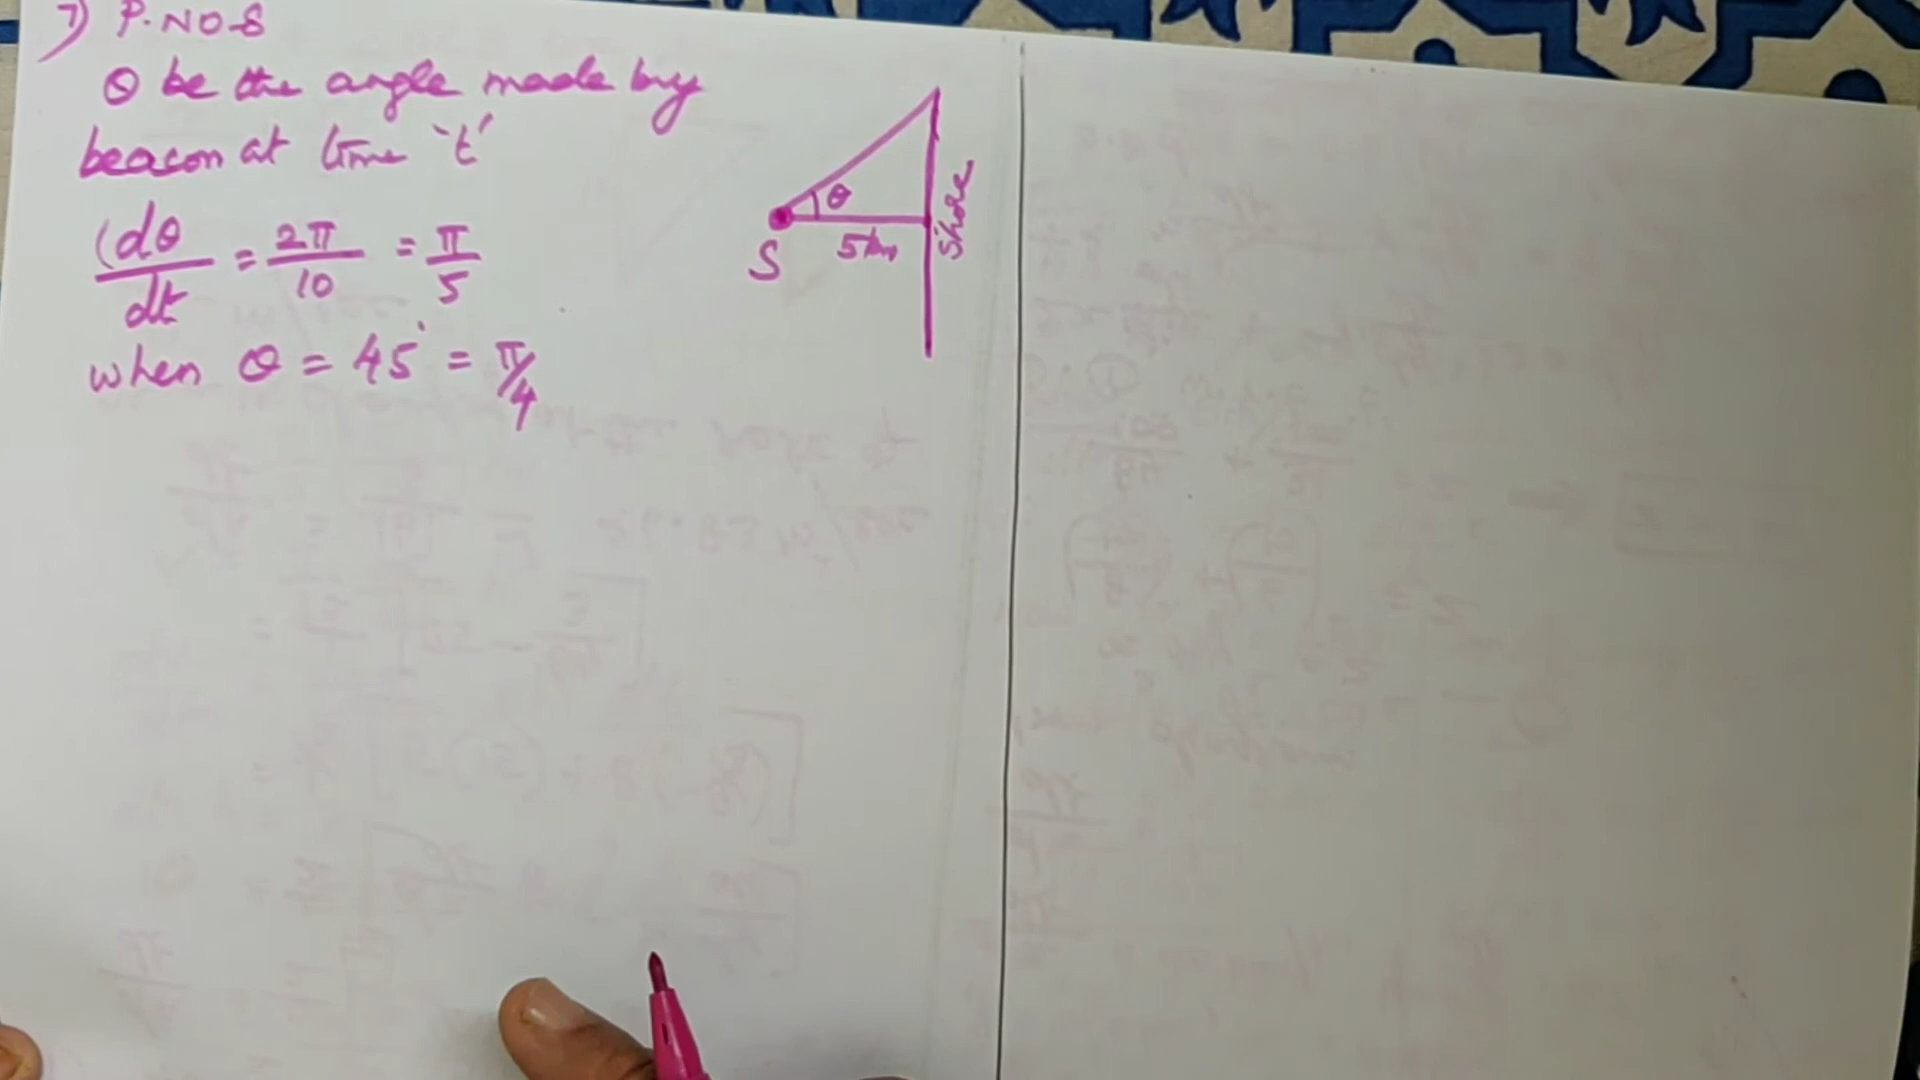 7) P.NO-8
θ be the angle made by
beacon at time 't'
(dθ/dt = 2π/10 = π/5
when θ = 45° = π/4
θ
5km
S
Shore